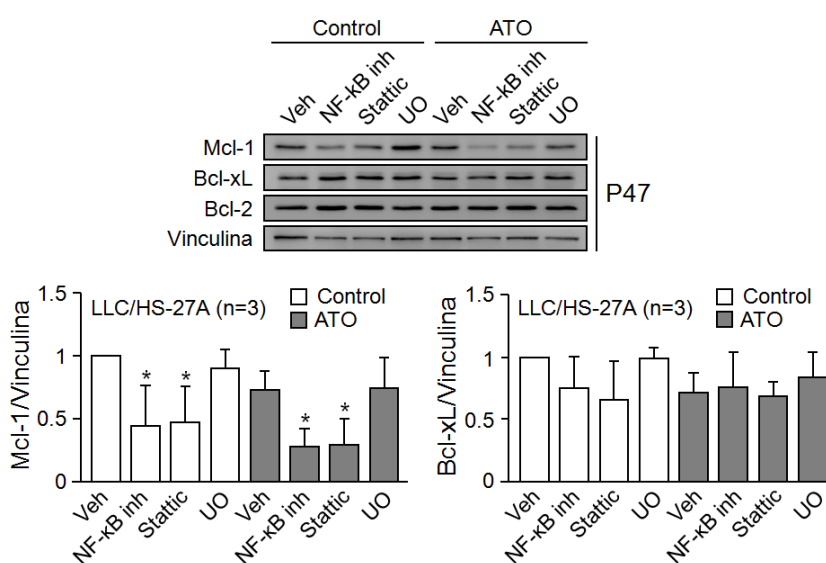 Control ATO
Veh NF-κB inh Stattic UO Veh NF-κB inh Stattic UO
Mcl-1
Bcl-xL
Bcl-2
Vinculina
P47
Mcl-1/Vinculina
1.5
1
0.5
0
LLC/HS-27A (n=3)
Control
ATO
* * * *
Veh NF-κB inh Stattic UO Veh NF-κB inh Stattic UO
Bcl-xL/Vinculina
1.5
1
0.5
0
LLC/HS-27A (n=3)
Control
ATO
Veh NF-κB inh Stattic UO Veh NF-κB inh Stattic UO